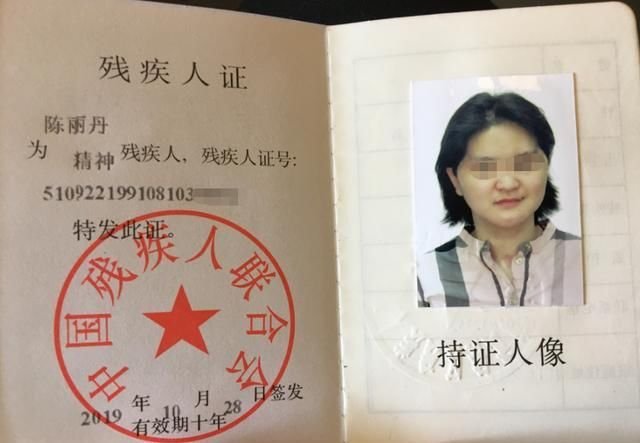 残疾人证
陈丽丹
为 精神 残疾人，残疾人证号:
510922199108103
特发此证。
中国残疾人联合会
2019 年 10 月 28 日签发
有效期十年
持证人像